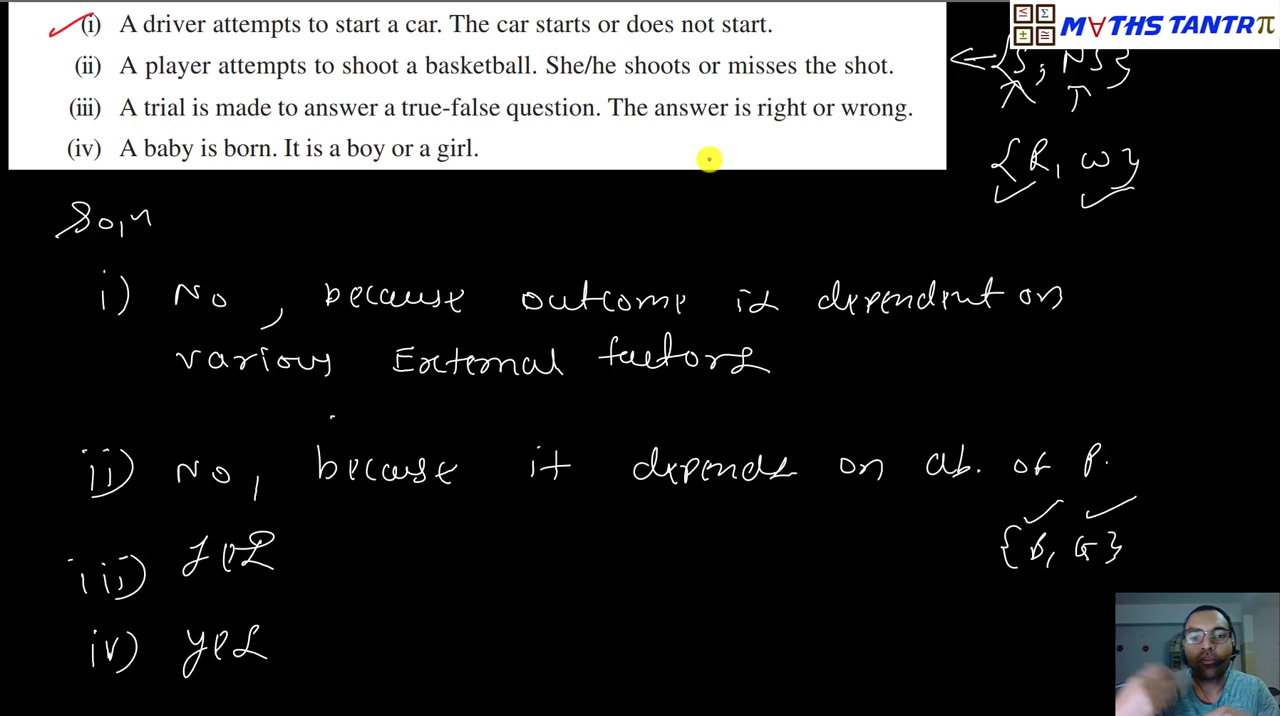 (i) A driver attempts to start a car. The car starts or does not start.
(ii) A player attempts to shoot a basketball. She/he shoots or misses the shot.
(iii) A trial is made to answer a true-false question. The answer is right or wrong.
(iv) A baby is born. It is a boy or a girl.
≤ Σ ± ≅ M∀THS TANTRπ
{S, NS}
{R, W}
Soln
i) No, because outcome is dependent on
various External factors
ii) No, because it depends on ab. of P.
{B, G}
iii) Yes
iv) Yes